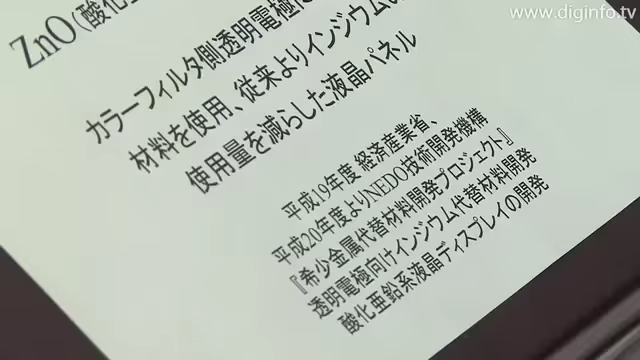 www.diginfo.tv
ZnO(酸化亜
カラーフィルタ側透明電極に
材料を使用、従来よりインジウムの
使用量を減らした液晶パネル
平成19年度 経済産業省、
平成20年度よりNEDO技術開発機構
『希少金属代替材料開発プロジェクト』
透明電極向けインジウム代替材料開発
酸化亜鉛系液晶ディスプレイの開発